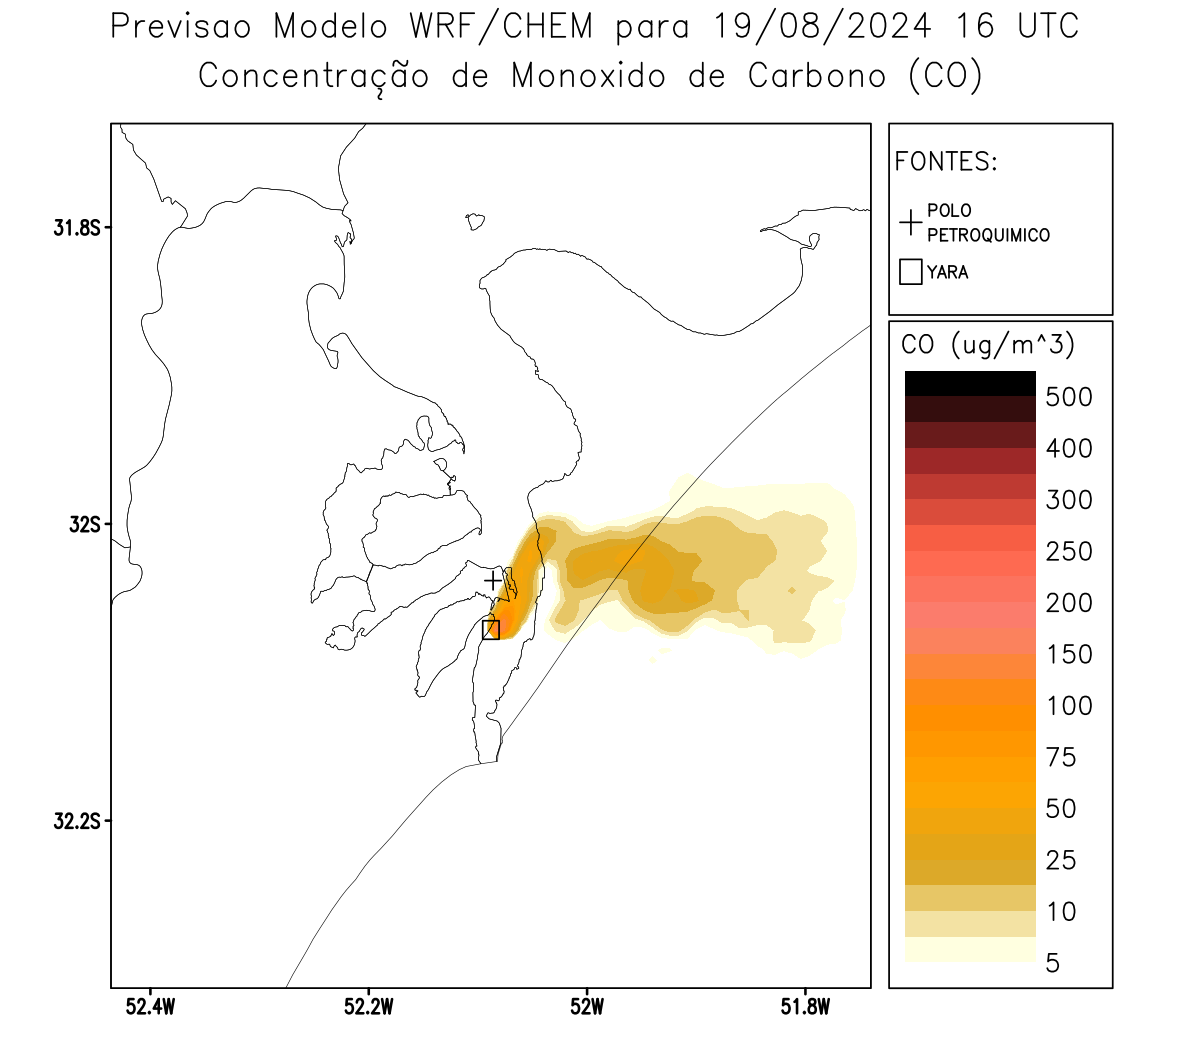 Previsao Modelo WRF/CHEM para 19/08/2024 16 UTC
Concentração de Monoxido de Carbono (CO)
FONTES:
POLO
PETROQUIMICO
YARA
CO (ug/m^3)
500
400
300
250
200
150
100
75
50
25
10
5
31.8S
32S
32.2S
52.4W
52.2W
52W
51.8W